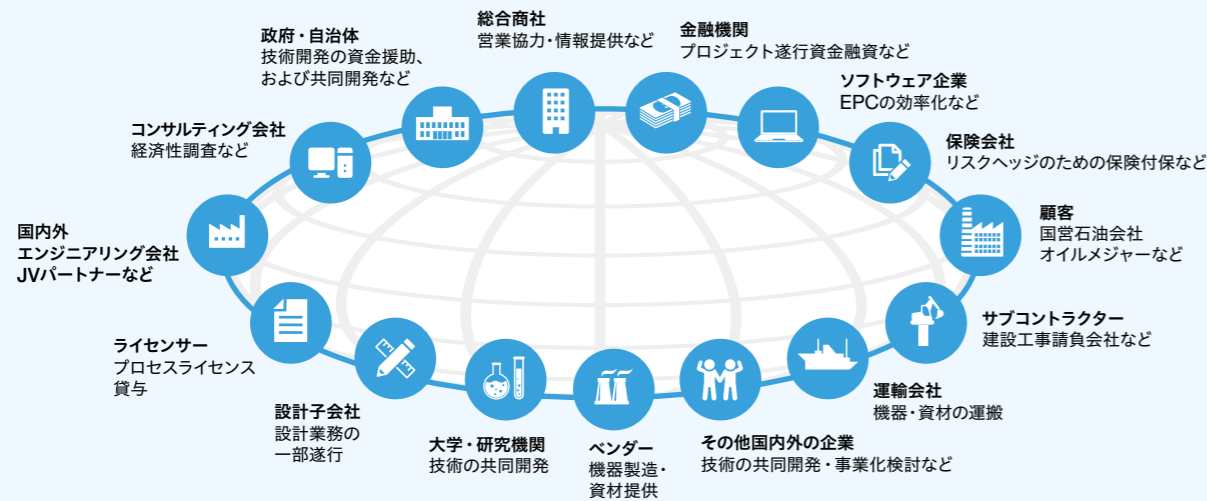 総合商社
営業協力・情報提供など
金融機関
プロジェクト遂行資金融資など
政府・自治体
技術開発の資金援助、
および共同開発など
ソフトウェア企業
EPCの効率化など
コンサルティング会社
経済性調査など
保険会社
リスクヘッジのための保険付保など
国内外
エンジニアリング会社
JVパートナーなど
顧客
国営石油会社
オイルメジャーなど
ライセンサー
プロセスライセンス
貸与
サブコントラクター
建設工事請負会社など
設計子会社
設計業務の
一部遂行
運輸会社
機器・資材の運搬
大学・研究機関
技術の共同開発
ベンダー
機器製造・
資材提供
その他国内外の企業
技術の共同開発・事業化検討など